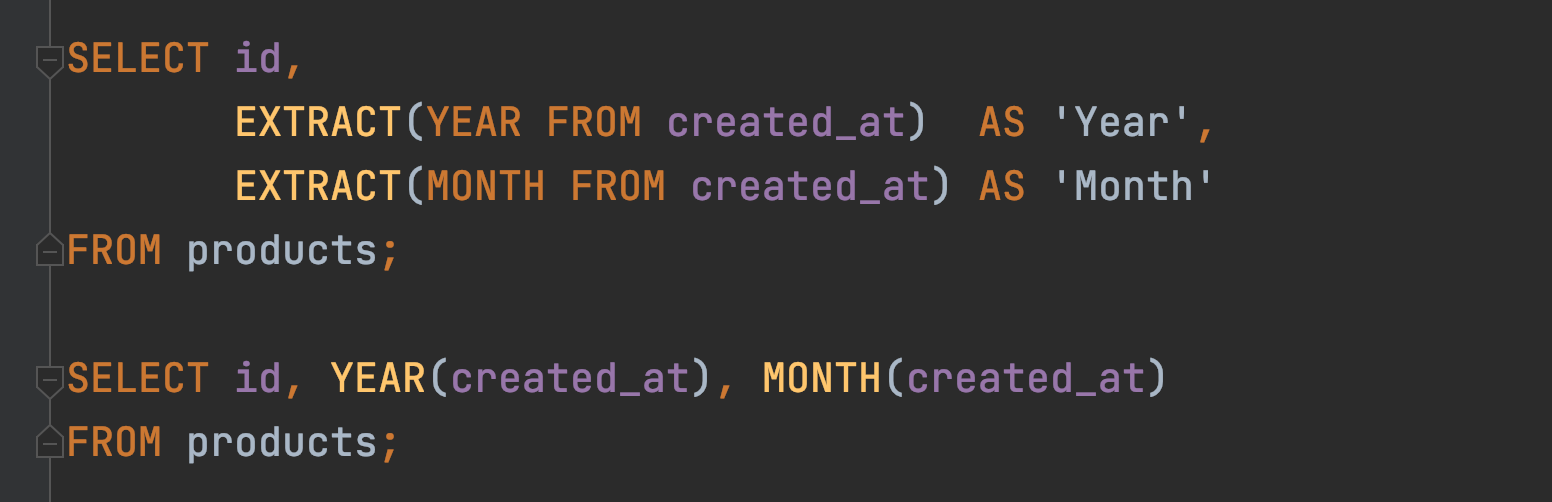 SELECT id,
       EXTRACT(YEAR FROM created_at)  AS 'Year',
       EXTRACT(MONTH FROM created_at) AS 'Month'
FROM products;
SELECT id, YEAR(created_at), MONTH(created_at)
FROM products;